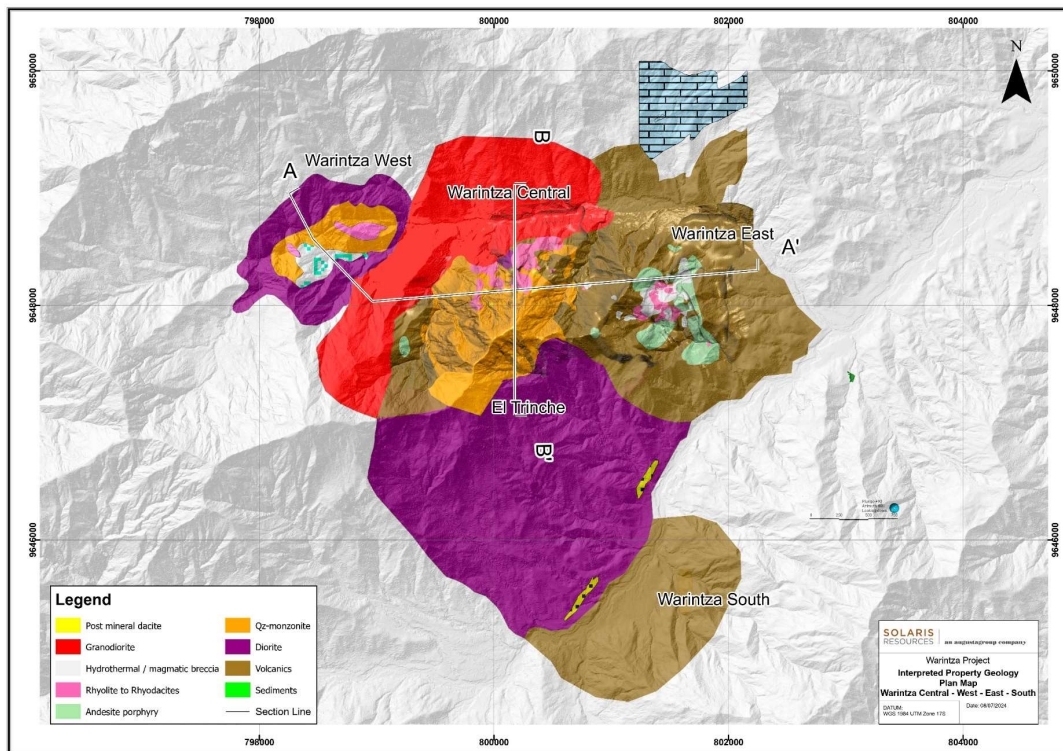 798000
800000
802000
804000
9650000
9650000
N
B
Warintza West
A
Warintza Central
Warintza East
A'
9648000
9648000
El Trinche
B'
9646000
9646000
Warintza South
Legend
Post mineral dacite
Qz-monzonite
Granodiorite
Diorite
Hydrothermal / magmatic breccia
Volcanics
Rhyolite to Rhyodacites
Sediments
Andesite porphyry
Section Line
SOLARIS
RESOURCES
an augustagroup company
Warintza Project
Interpreted Property Geology
Plan Map
Warintza Central - West - East - South
DATUM:
WGS 1984 UTM Zone 17S
Date: 08/07/2024
798000
800000
802000
804000